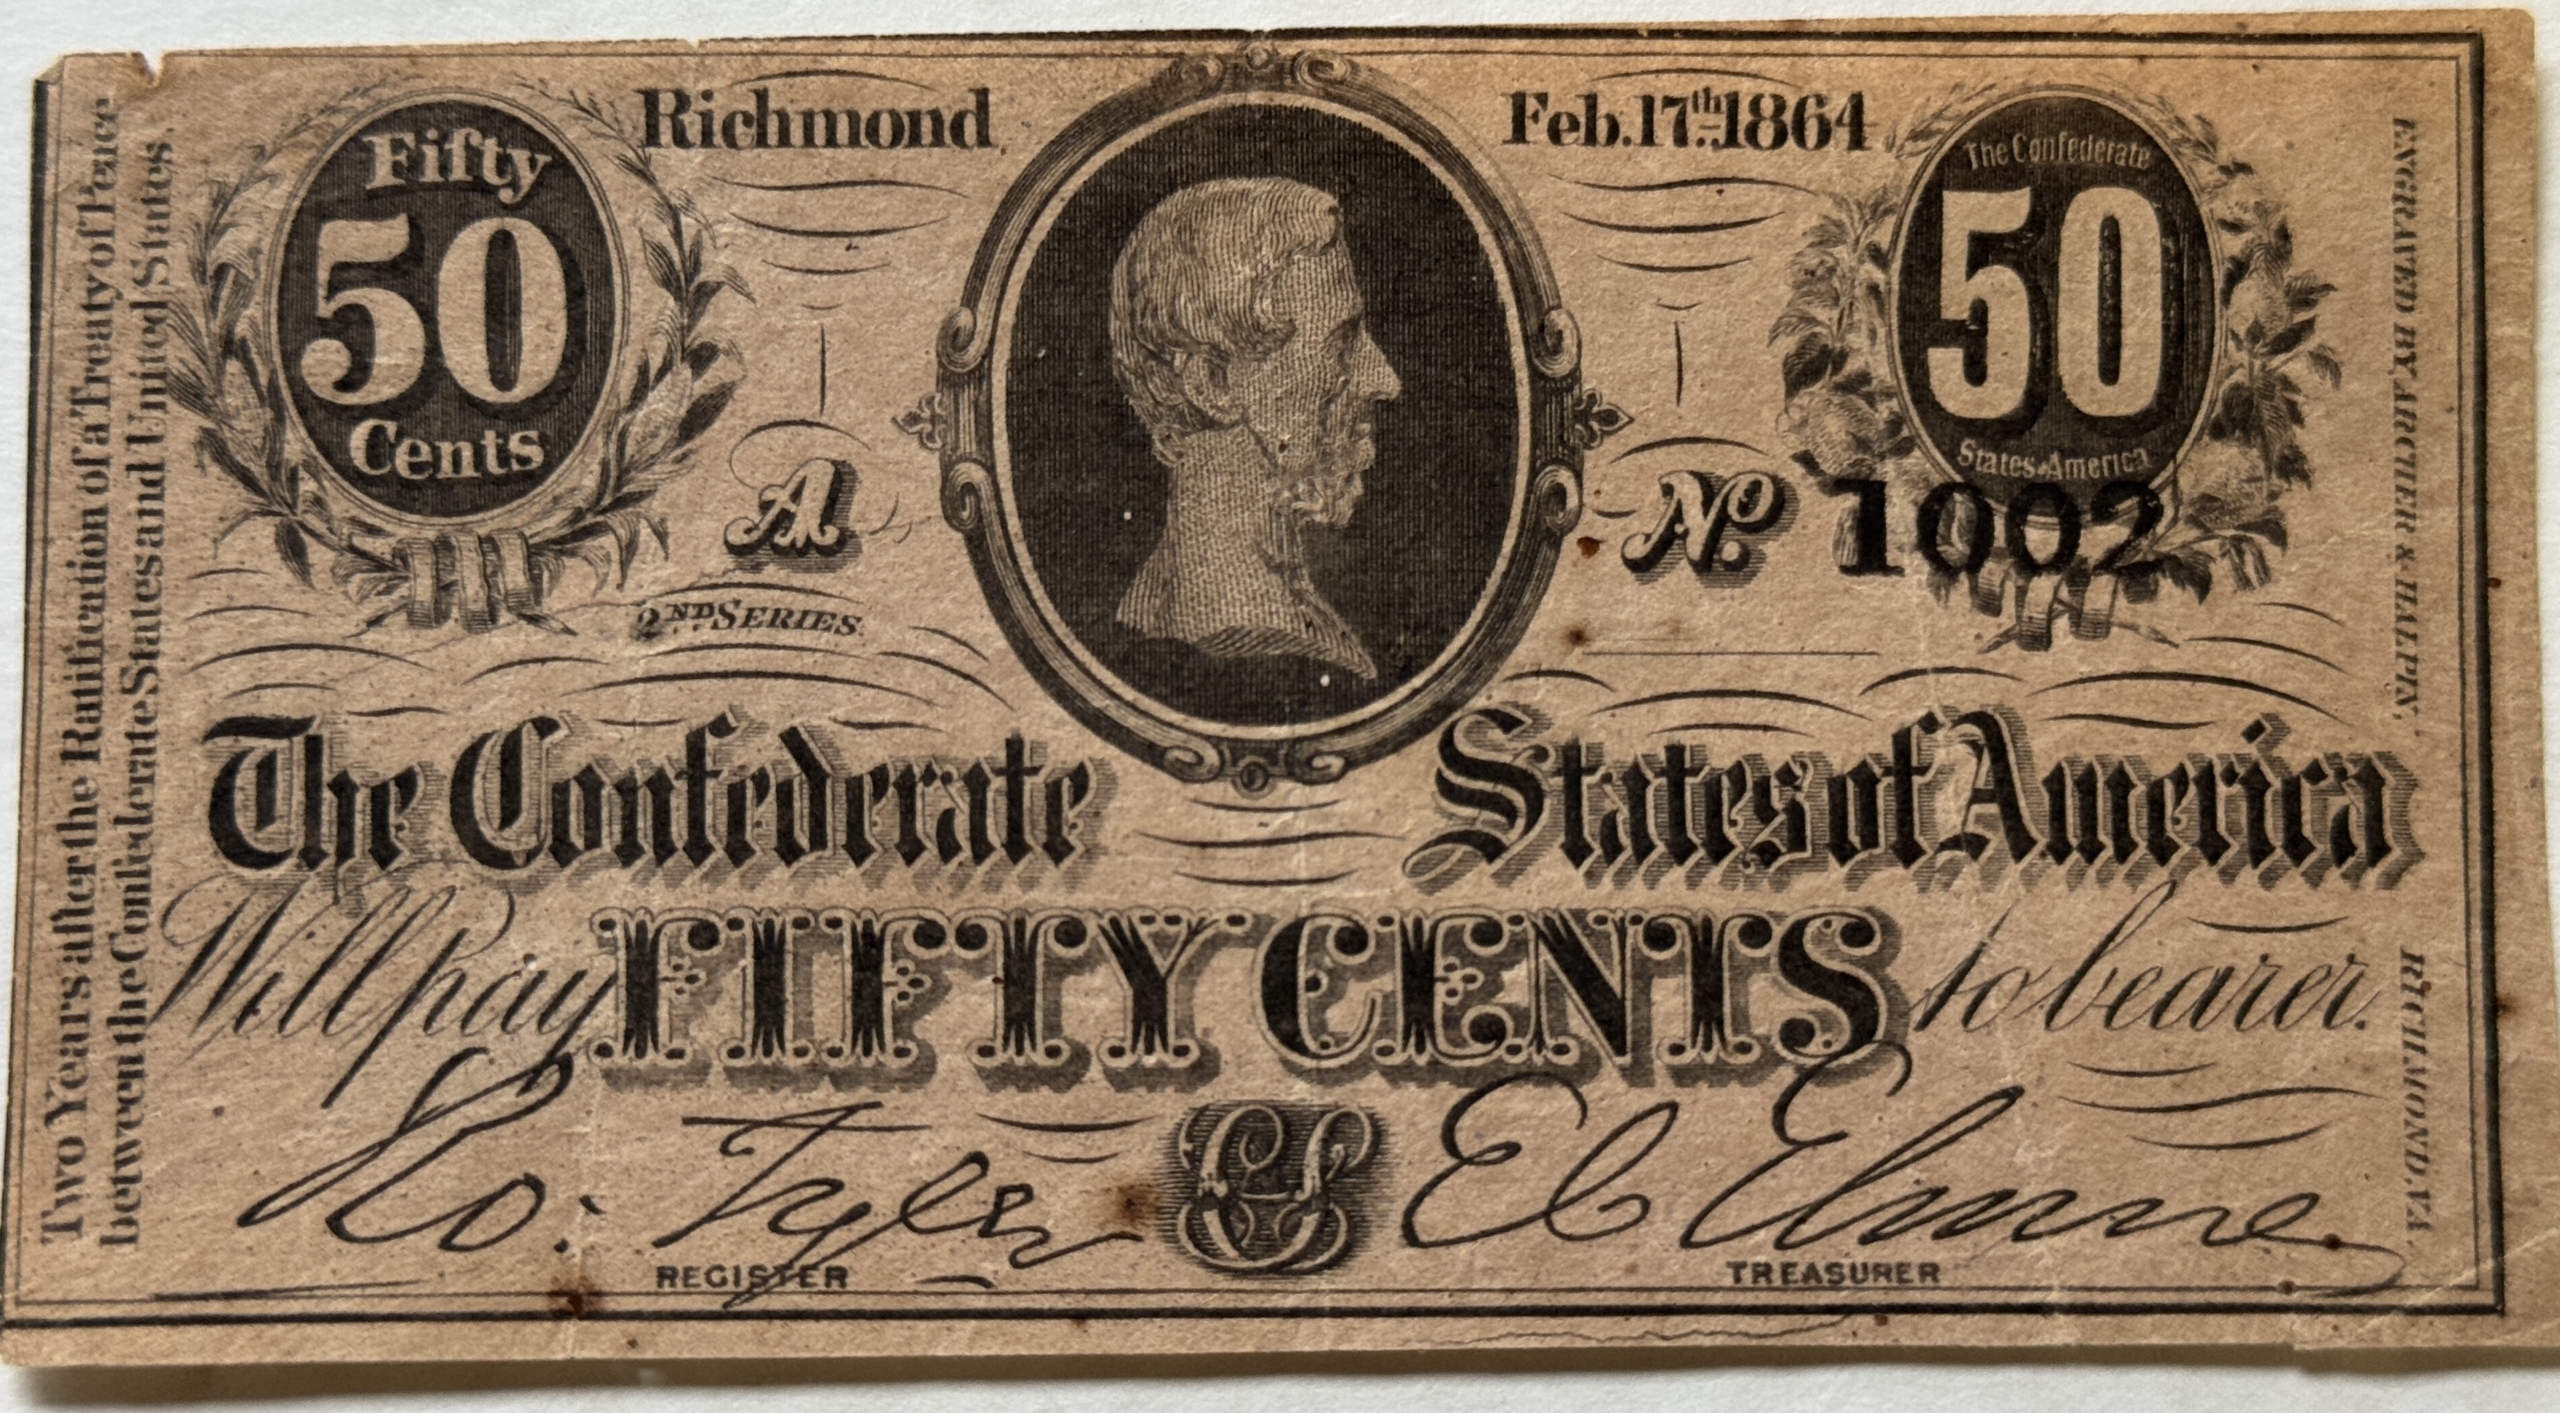 Two Years after the Ratification of a Treaty of Peace
between the Confederate States and United States.
Fifty
50
Cents
Richmond
Feb. 17th 1864
The Confederate
50
States America
A
No 1002
2ND SERIES.
The Confederate States of America
Will pay FIFTY CENTS to bearer.
Ro: Tyler
CS
E C Elmore
REGISTER
TREASURER
ENGRAVED BY ARCHER & HALPIN,
RICHMOND, VA.